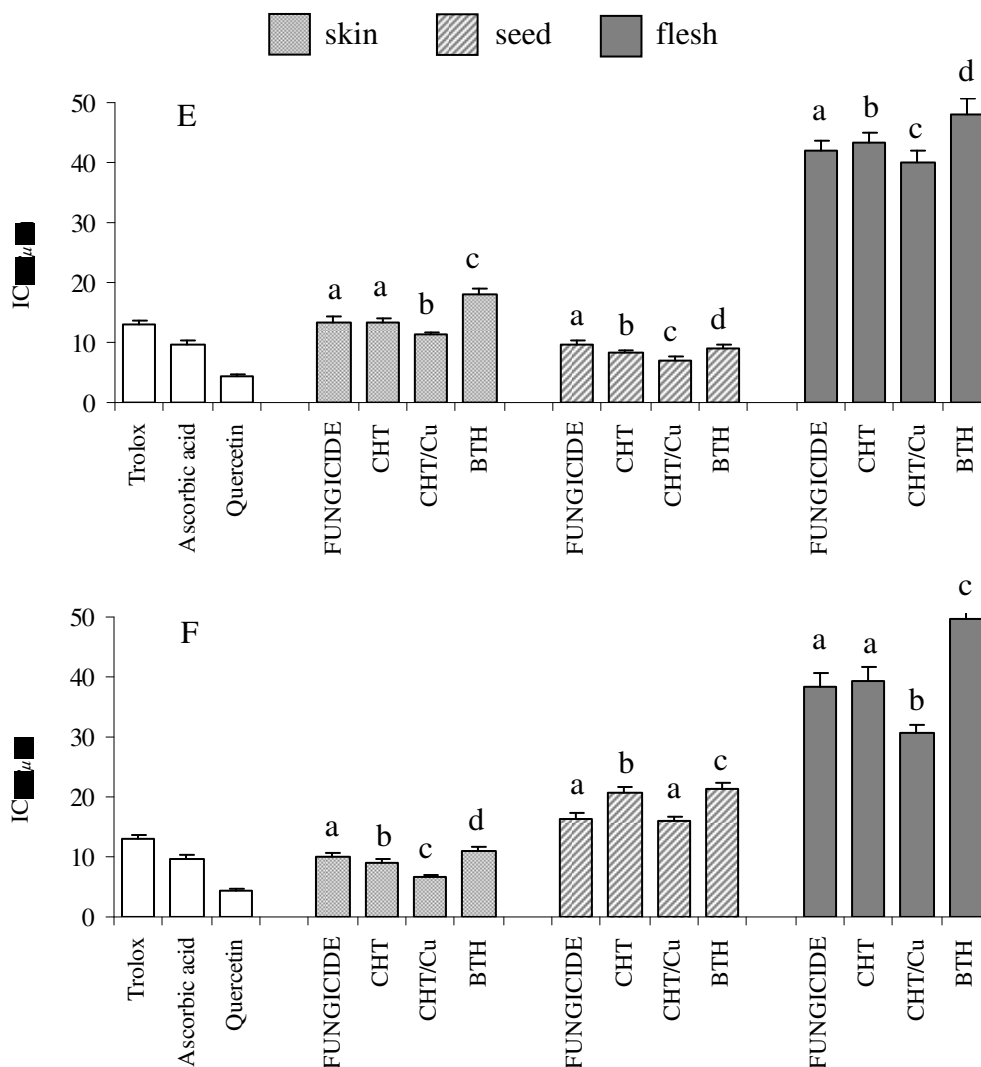 skin seed flesh
E
50
40
30
20
10
0
IC
a a b c
a b c d
a b c d
Trolox
Ascorbic acid
Quercetin
FUNGICIDE
CHT
CHT/Cu
BTH
FUNGICIDE
CHT
CHT/Cu
BTH
FUNGICIDE
CHT
CHT/Cu
BTH
F
50
40
30
20
10
0
IC
a b c d
a b a c
a a b c
Trolox
Ascorbic acid
Quercetin
FUNGICIDE
CHT
CHT/Cu
BTH
FUNGICIDE
CHT
CHT/Cu
BTH
FUNGICIDE
CHT
CHT/Cu
BTH